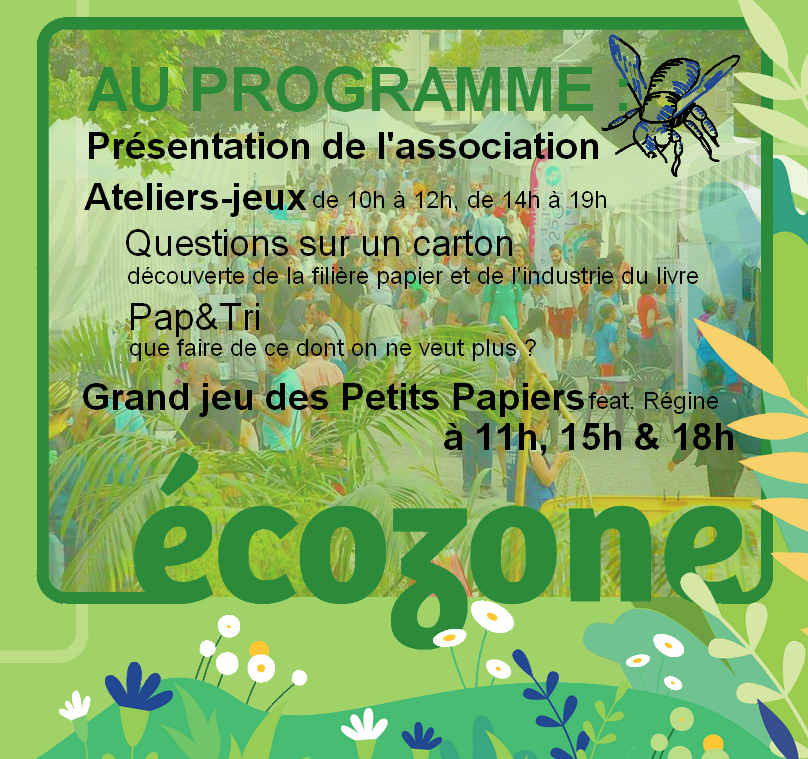 AU PROGRAMME :
Présentation de l'association
Ateliers-jeux de 10h à 12h, de 14h à 19h
Questions sur un carton
découverte de la filière papier et de l'industrie du livre
Pap&Tri
que faire de ce dont on ne veut plus ?
Grand jeu des Petits Papiers feat. Régine
à 11h, 15h & 18h
écozone